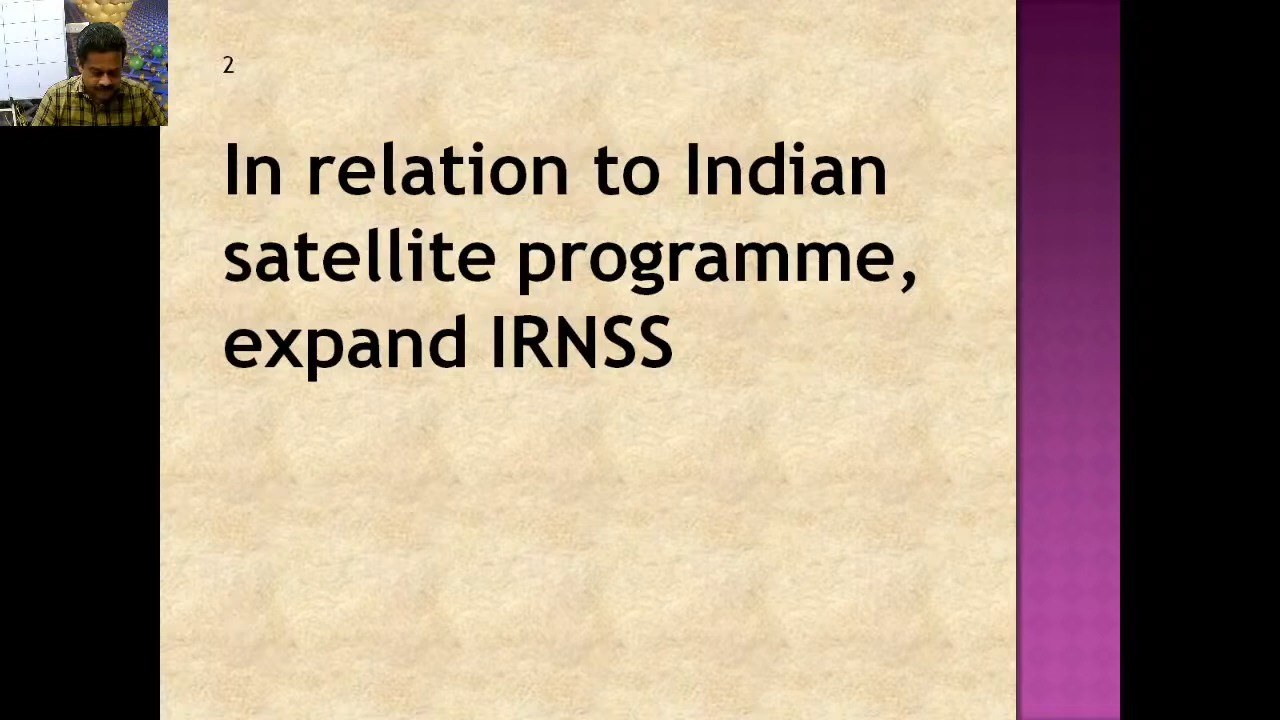 2
In relation to Indian
satellite programme,
expand IRNSS